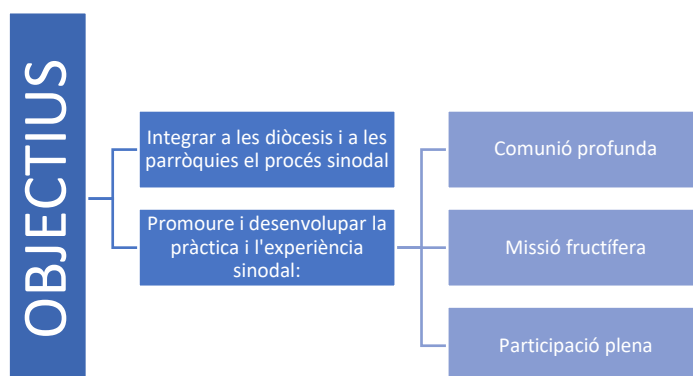 OBJECTIUS
Integrar a les diòcesis i a les
parròquies el procés sinodal
Promoure i desenvolupar la
pràctica i l'experiència
sinodal:
Comunió profunda
Missió fructífera
Participació plena